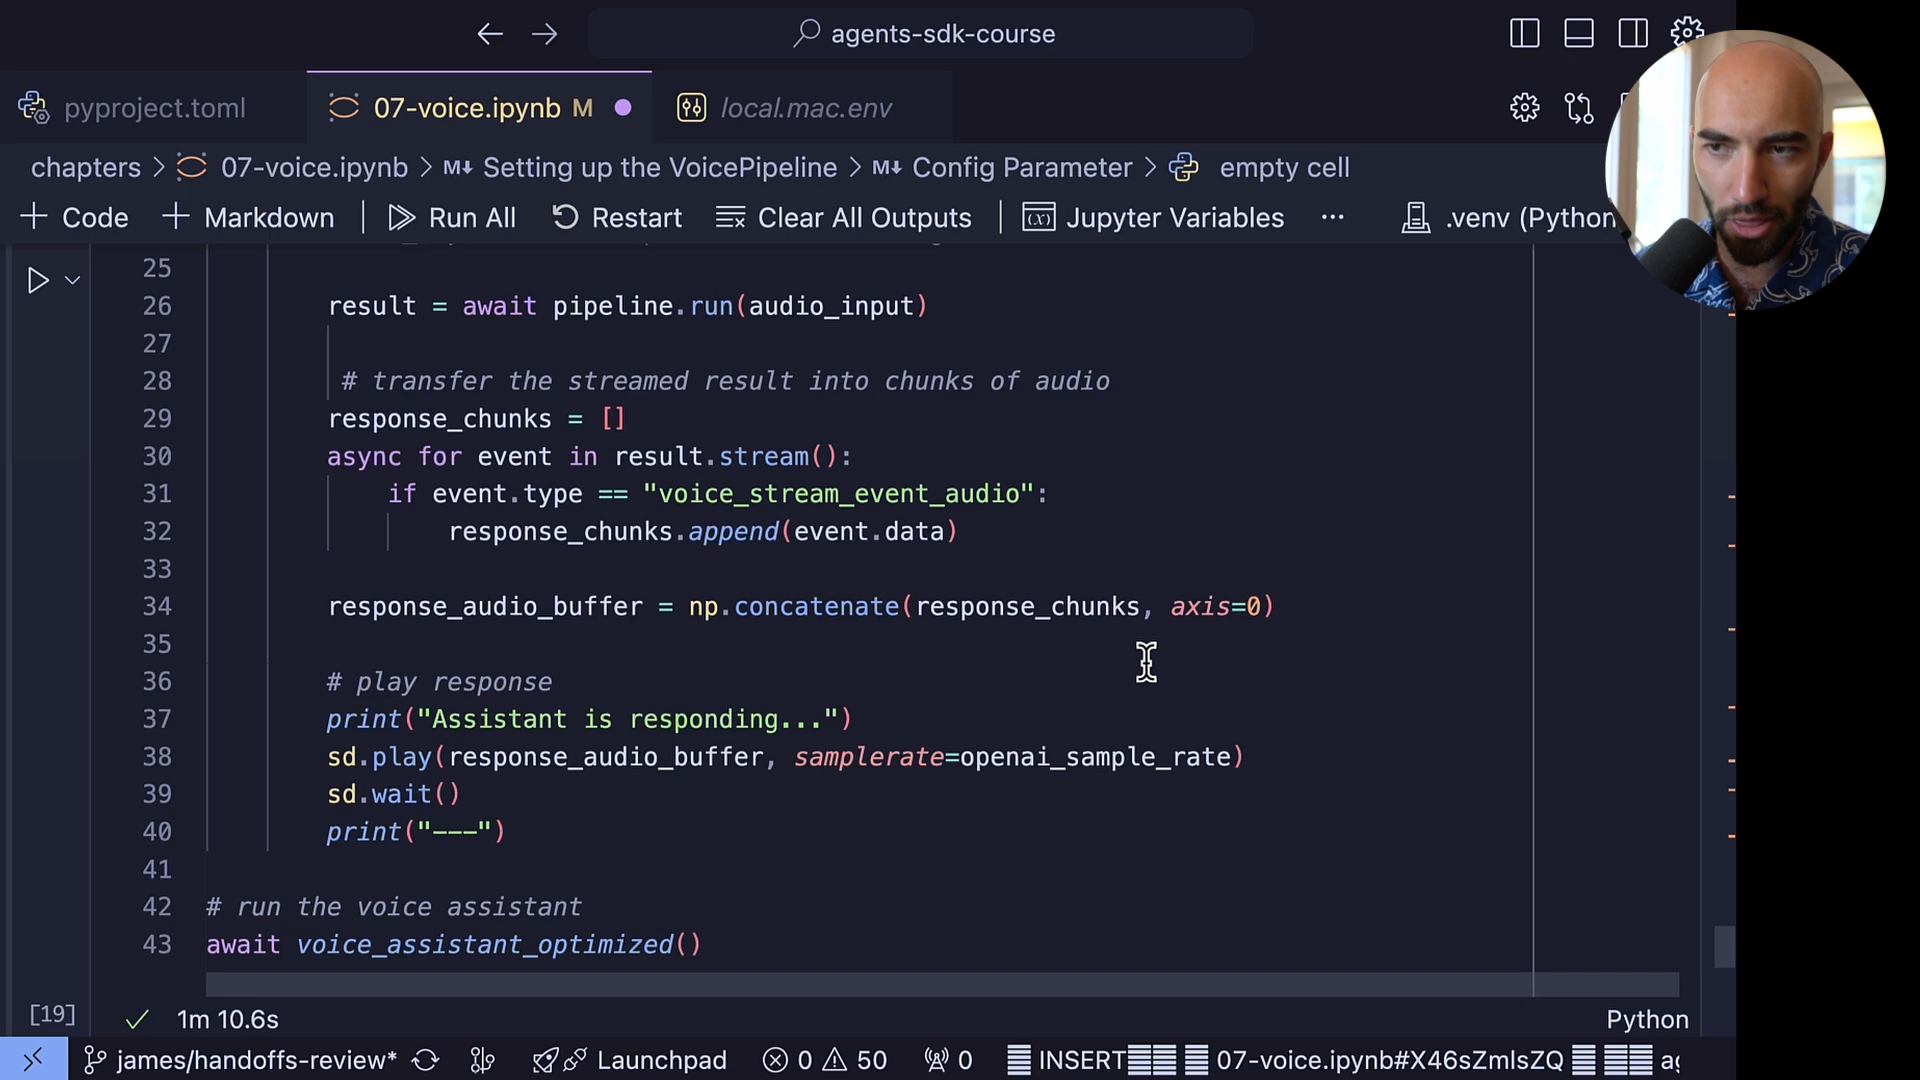 agents-sdk-course
pyproject.toml
07-voice.ipynb M
local.mac.env
chapters > 07-voice.ipynb > M↓ Setting up the VoicePipeline > M↓ Config Parameter > empty cell
+ Code + Markdown | Run All Restart Clear All Outputs | (x) Jupyter Variables ... .venv (Python
25
26 result = await pipeline.run(audio_input)
27
28 # transfer the streamed result into chunks of audio
29 response_chunks = []
30 async for event in result.stream():
31 if event.type == "voice_stream_event_audio":
32 response_chunks.append(event.data)
33
34 response_audio_buffer = np.concatenate(response_chunks, axis=0)
35
36 # play response
37 print("Assistant is responding...")
38 sd.play(response_audio_buffer, samplerate=openai_sample_rate)
39 sd.wait()
40 print("---")
41
42 # run the voice assistant
43 await voice_assistant_optimized()
[19] ✓ 1m 10.6s Python
james/handoffs-review* Launchpad 0 50 0 INSERT 07-voice.ipynb#X46sZmlsZQ